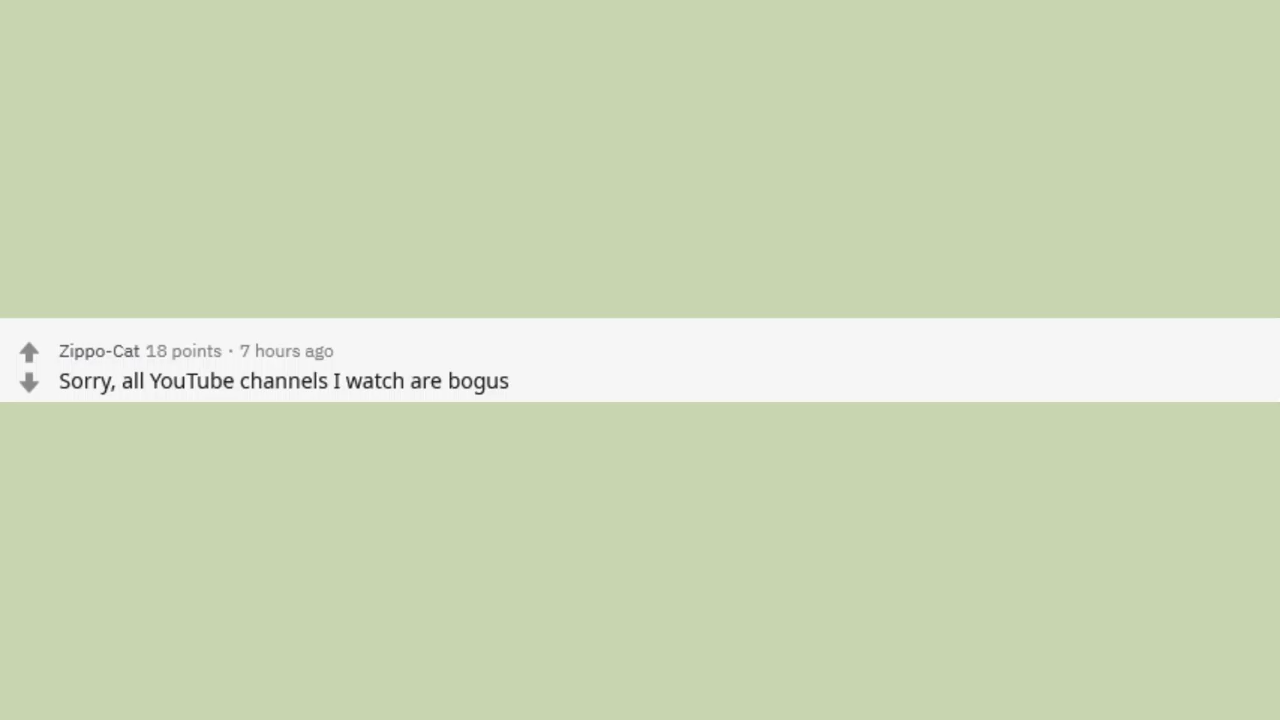 Zippo-Cat 18 points · 7 hours ago
Sorry, all YouTube channels I watch are bogus